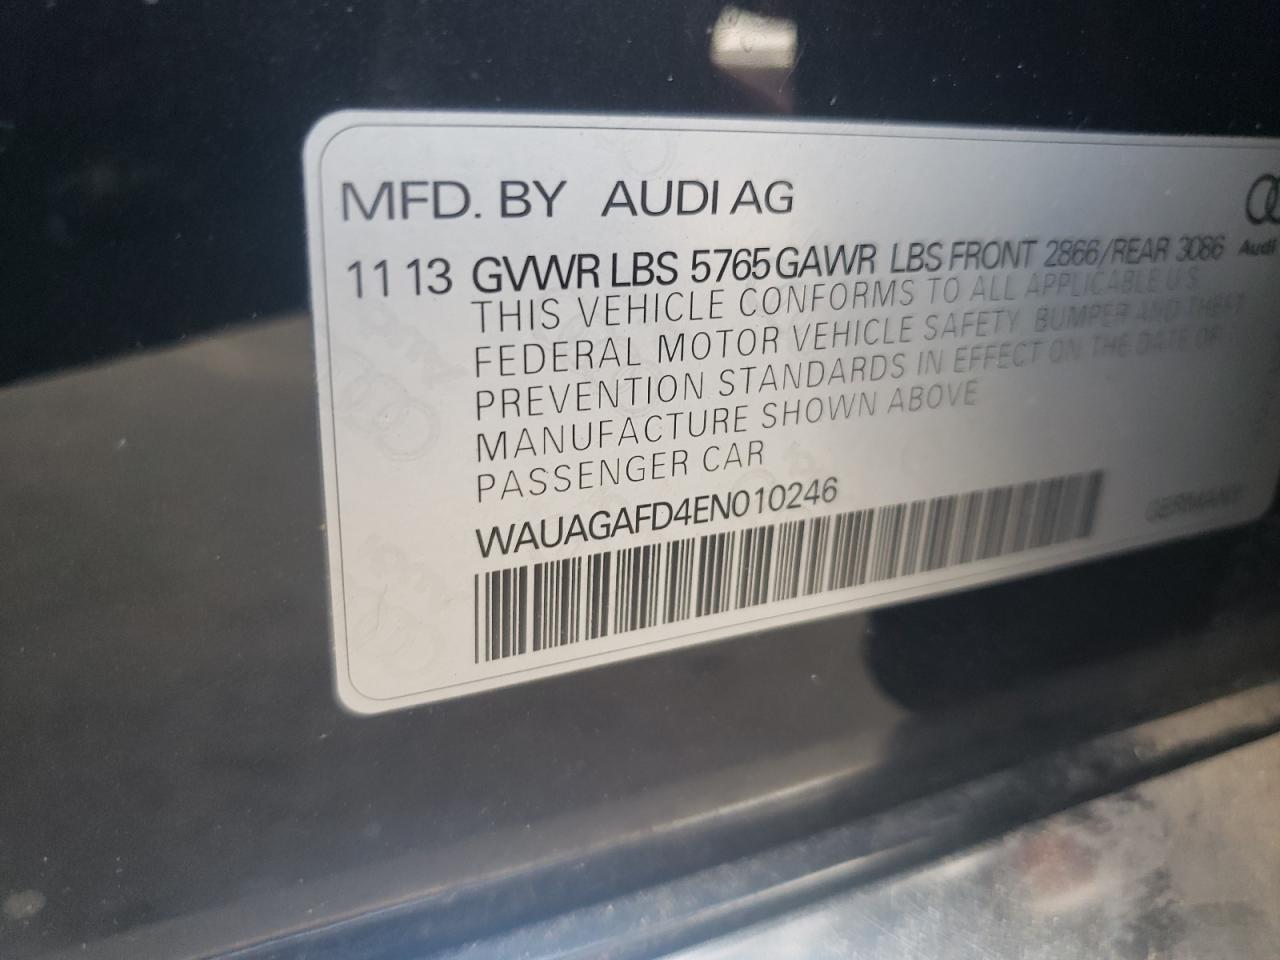 MFD. BY AUDI AG
Audi
11 13 GVWR LBS 5765 GAWR LBS FRONT 2866/REAR 3086
THIS VEHICLE CONFORMS TO ALL APPLICABLE U.S.
FEDERAL MOTOR VEHICLE SAFETY, BUMPER AND THEFT
PREVENTION STANDARDS IN EFFECT ON THE DATE OF
MANUFACTURE SHOWN ABOVE
PASSENGER CAR
WAUAGAFD4EN010246
GERMANY